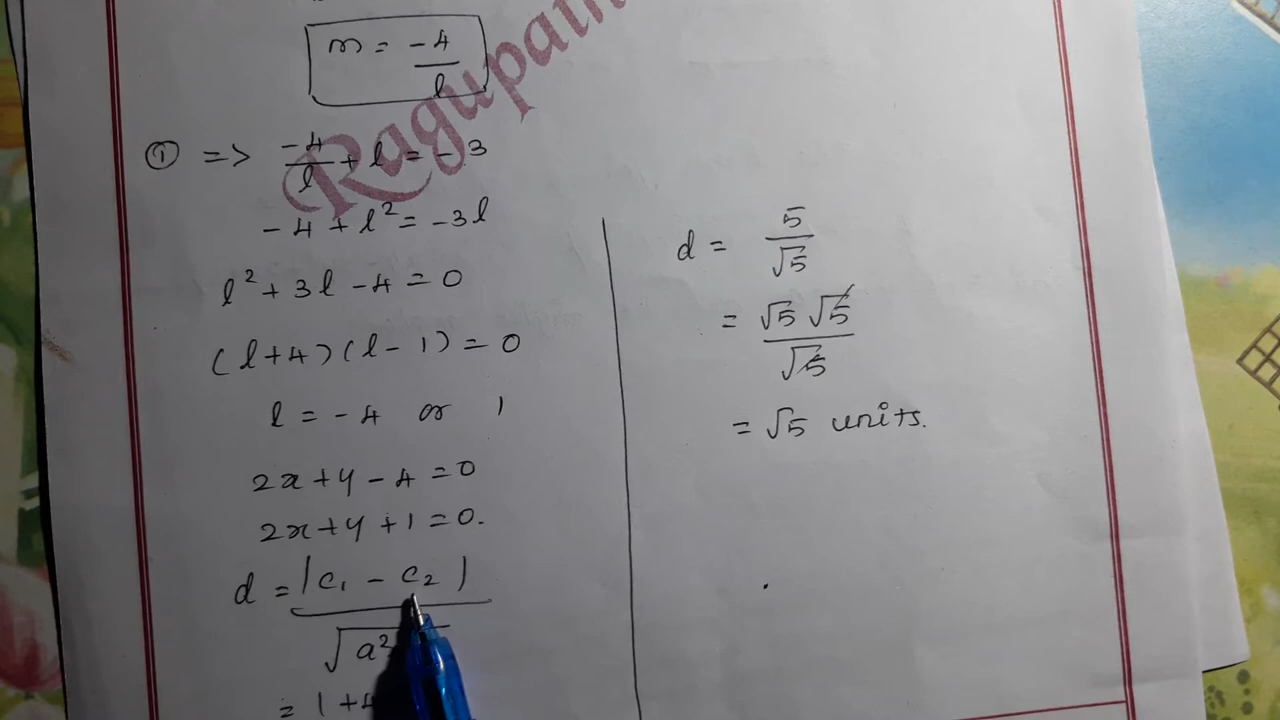 m = -4/l
① => -4/l + l = -3
-4 + l² = -3l
l² + 3l - 4 = 0
(l+4)(l-1) = 0
l = -4 or 1
2x + y - 4 = 0
2x + y + 1 = 0.
d = |c₁ - c₂|
√a²
= 1+4
d = 5/√5
= √5 √5/√5
= √5 units.